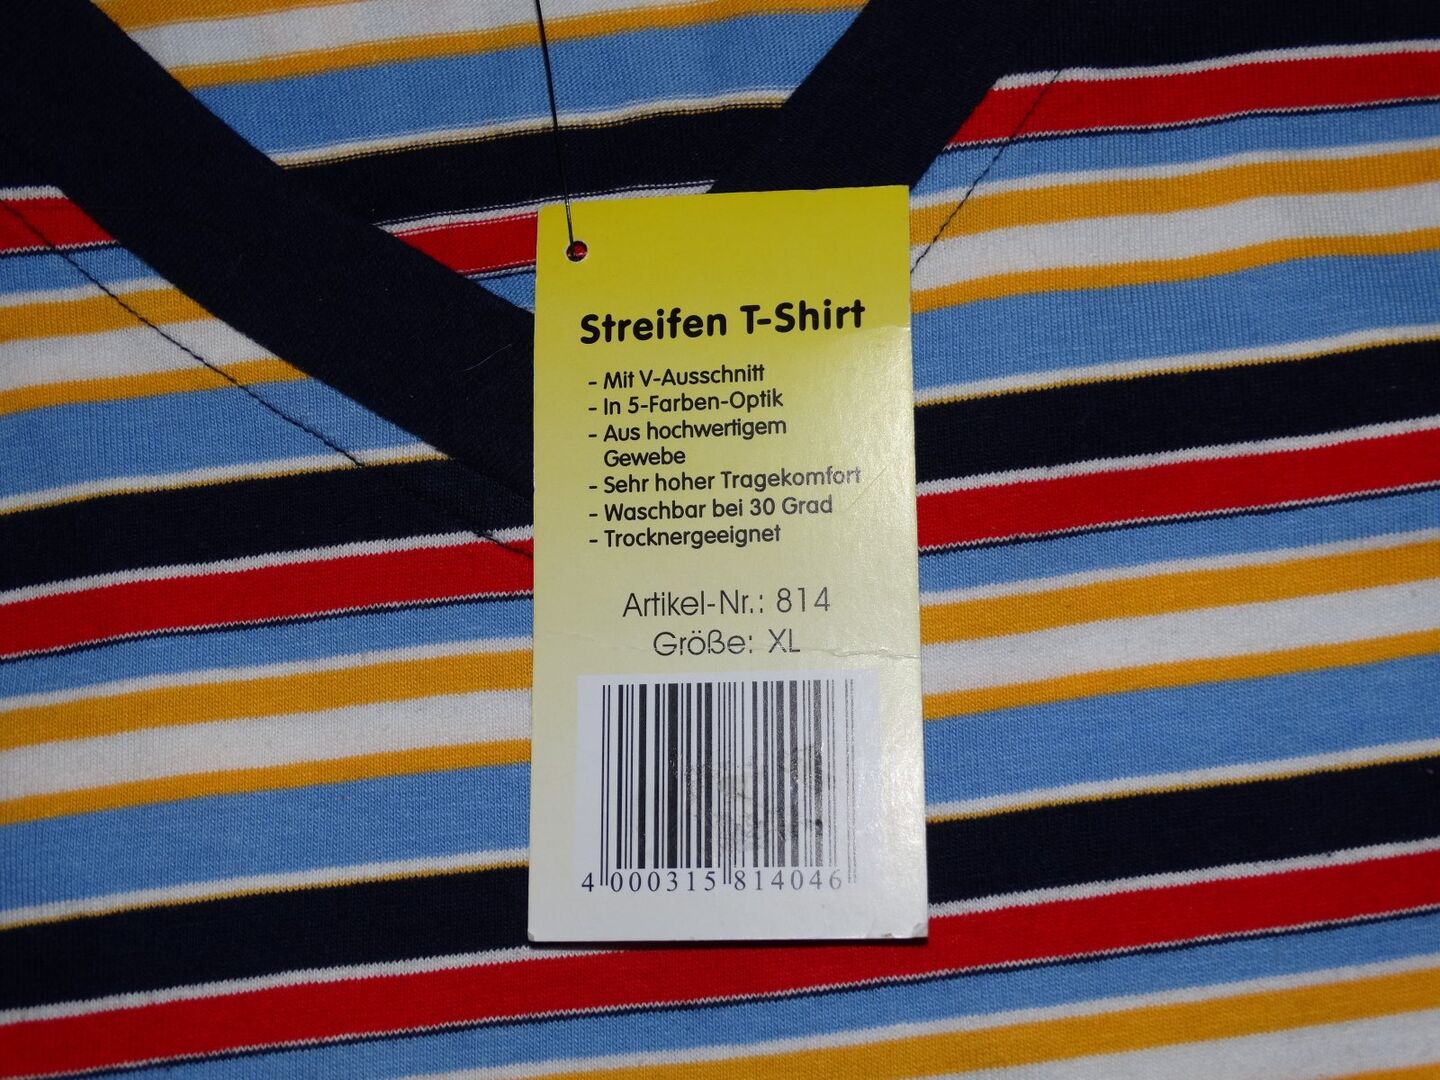 Streifen T-Shirt
- Mit V-Ausschnitt
- In 5-Farben-Optik
- Aus hochwertigem
Gewebe
- Sehr hoher Tragekomfort
- Waschbar bei 30 Grad
- Trocknergeeignet
Artikel-Nr.: 814
Größe: XL
4 000315 814046